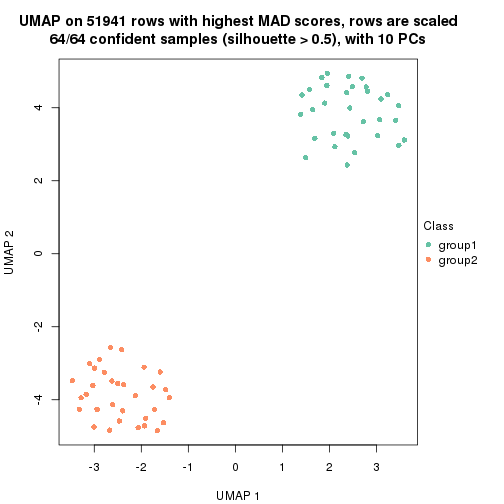 UMAP on 51941 rows with highest MAD scores, rows are scaled
64/64 confident samples (silhouette > 0.5), with 10 PCs
4
2
0
-2
-4
UMAP 2
-3
-2
-1
0
1
2
3
UMAP 1
Class
group1
group2